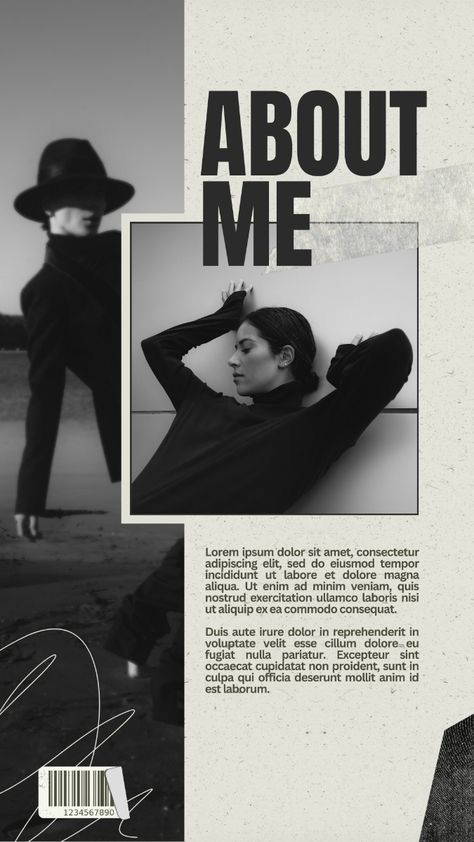 ABOUT
ME
Lorem ipsum dolor sit amet, consectetur
adipiscing elit, sed do eiusmod tempor
incididunt ut labore et dolore magna
aliqua. Ut enim ad minim veniam, quis
nostrud exercitation ullamco laboris nisi
ut aliquip ex ea commodo consequat.
Duis aute irure dolor in reprehenderit in
voluptate velit esse cillum dolore eu
fugiat nulla pariatur. Excepteur sint
occaecat cupidatat non proident, sunt in
culpa qui officia deserunt mollit anim id
est laborum.
1234567890